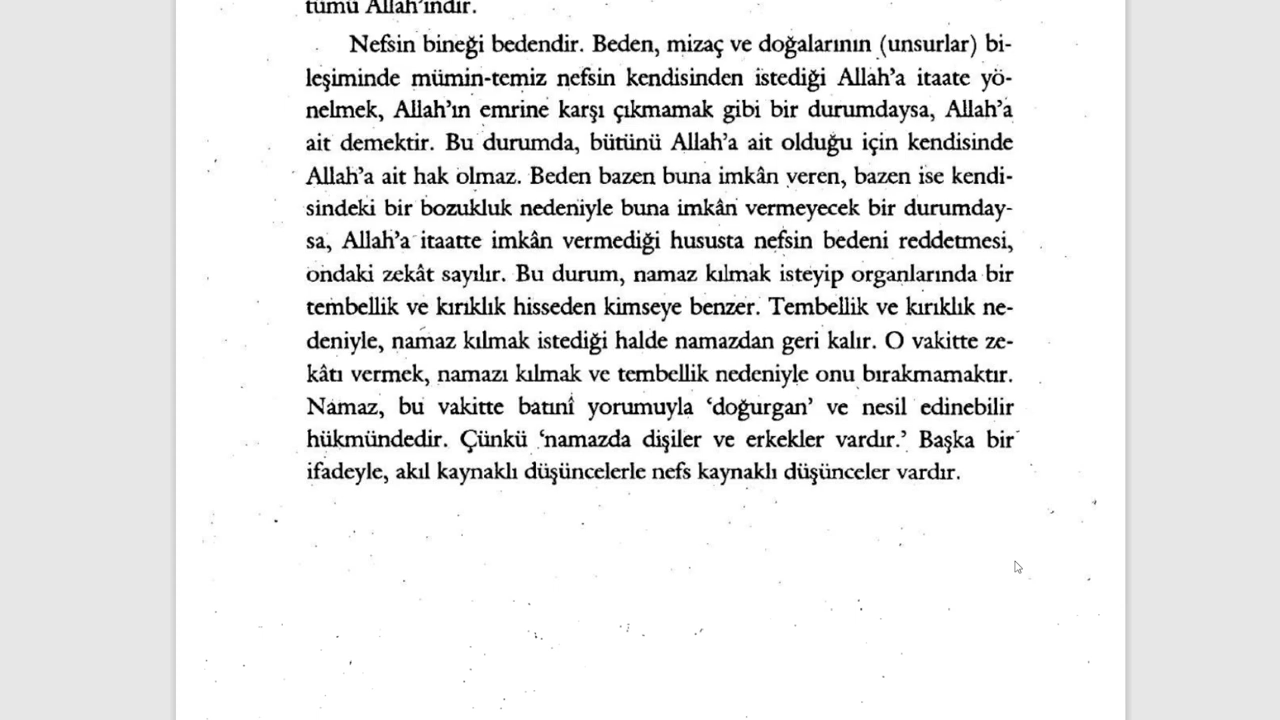 tümü Allah'ındır.
Nefsin bineği bedendir. Beden, mizaç ve doğalarının (unsurlar) bi-
leşiminde mümin-temiz nefsin kendisinden istediği Allah'a itaate yö-
nelmek, Allah'ın emrine karşı çıkmamak gibi bir durumdaysa, Allah'a
ait demektir. Bu durumda, bütünü Allah'a ait olduğu için kendisinde
Allah'a ait hak olmaz. Beden bazen buna imkân veren, bazen ise kendi-
sindeki bir bozukluk nedeniyle buna imkân vermeyecek bir durumday-
sa, Allah'a itaatte imkân vermediği hususta nefsin bedeni reddetmesi,
ondaki zekât sayılır. Bu durum, namaz kılmak isteyip organlarında bir
tembellik ve kırıklık hisseden kimseye benzer. Tembellik ve kırıklık ne-
deniyle, namaz kılmak istediği halde namazdan geri kalır. O vakitte ze-
kâtı vermek, namazı kılmak ve tembellik nedeniyle onu bırakmamaktır.
Namaz, bu vakitte batınî yorumuyla 'doğurgan' ve nesil edinebilir
hükmündedir. Çünkü 'namazda dişiler ve erkekler vardır.' Başka bir
ifadeyle, akıl kaynaklı düşüncelerle nefs kaynaklı düşünceler vardır.